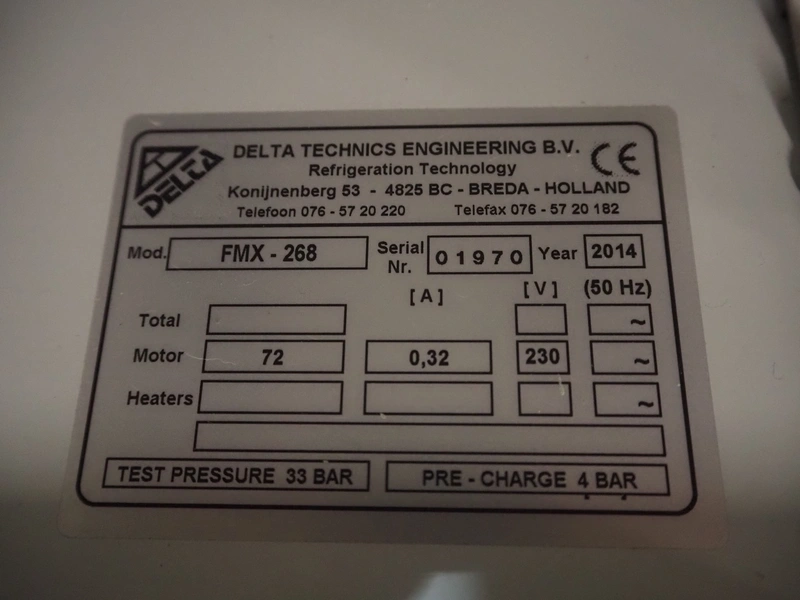 DELTA
DELTA TECHNICS ENGINEERING B.V.
CE
Refrigeration Technology
Konijnenberg 53 - 4825 BC - BREDA - HOLLAND
Telefoon 076 - 57 20 220 Telefax 076 - 57 20 182
Mod. FMX - 268 Serial Nr. 01970 Year 2014
[ A ] [ V ] (50 Hz)
Total ~
Motor 72 0,32 230 ~
Heaters ~
TEST PRESSURE 33 BAR PRE - CHARGE 4 BAR